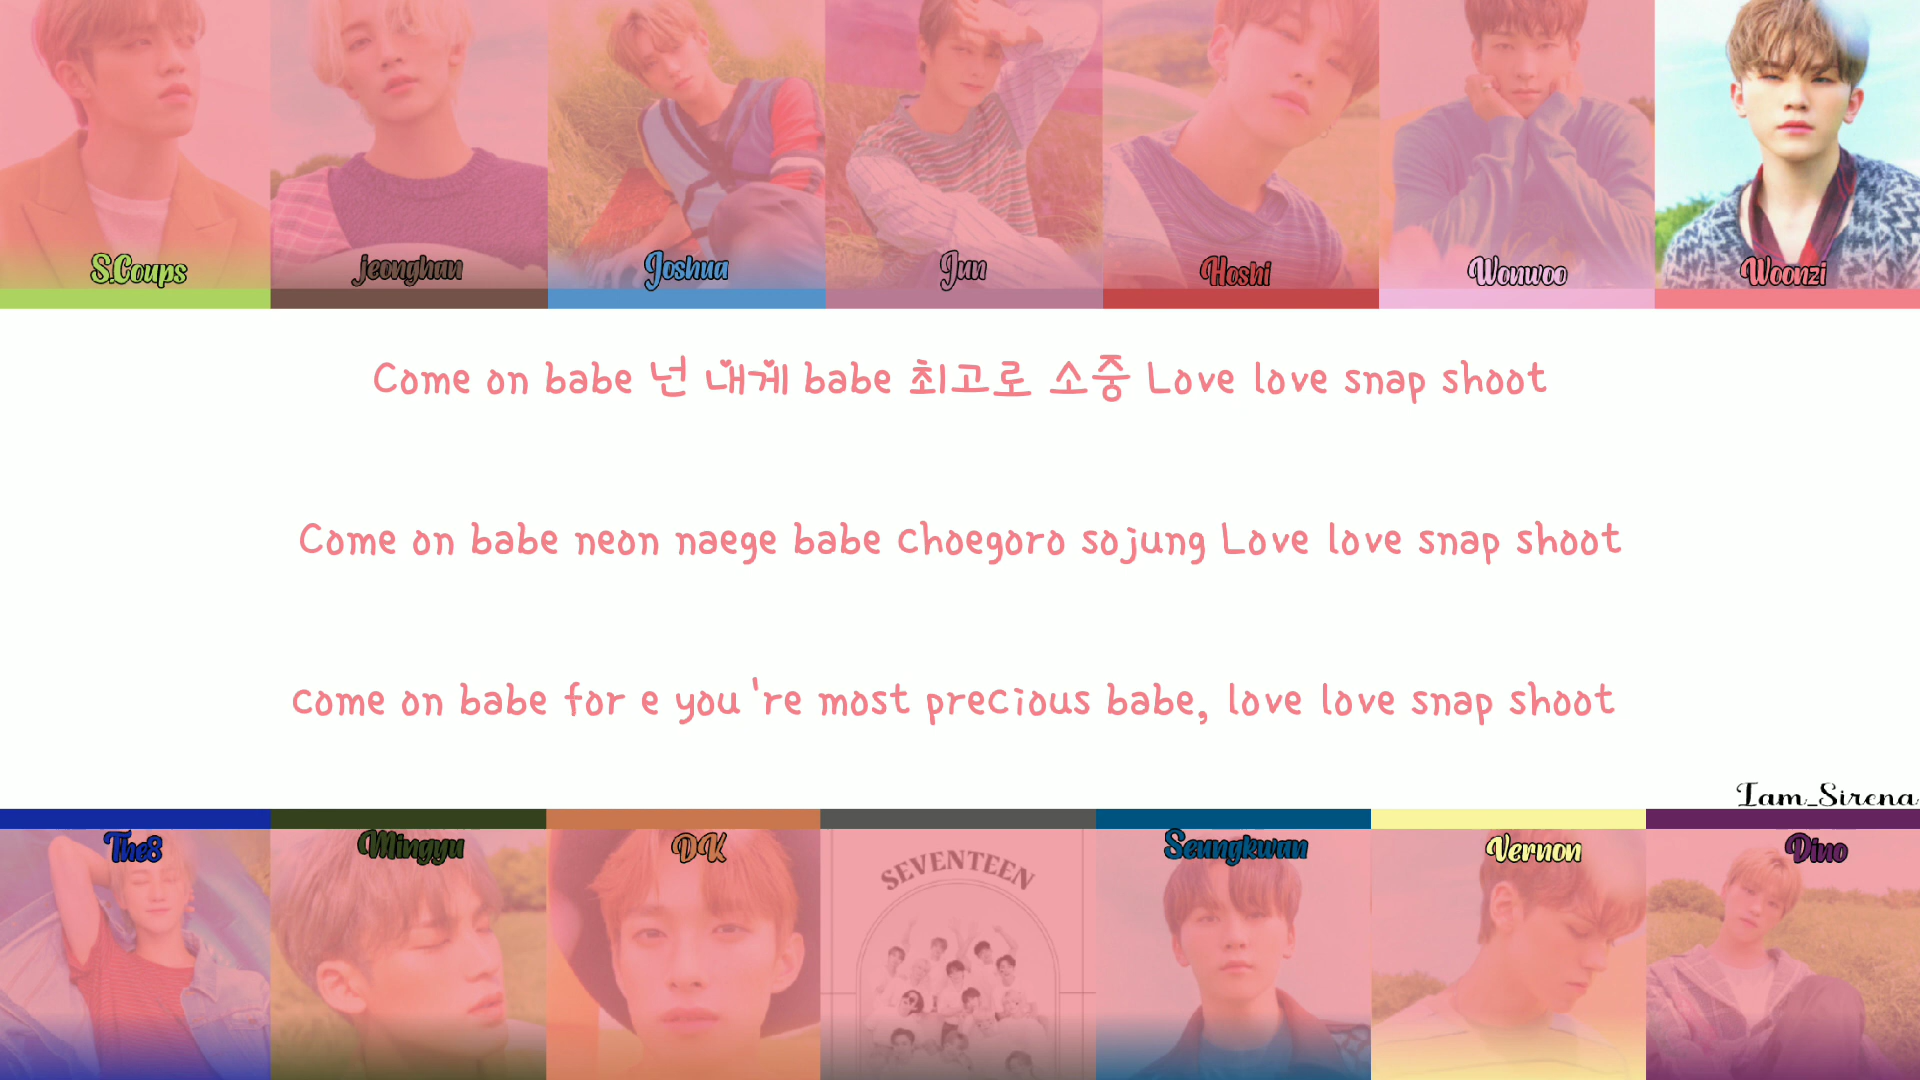 S.Coups
jeonghan
Joshua
Jun
Hoshi
Wonwoo
Woonzi
Come on babe 넌 내게 babe 최고로 소중 Love love snap shoot
Come on babe neon naege babe choegoro sojung Love love snap shoot
come on babe for e you 're most precious babe, love love snap shoot
Iam_Sirena
The8
Mingyu
DK
SEVENTEEN
Seungkwan
Vernon
Dino